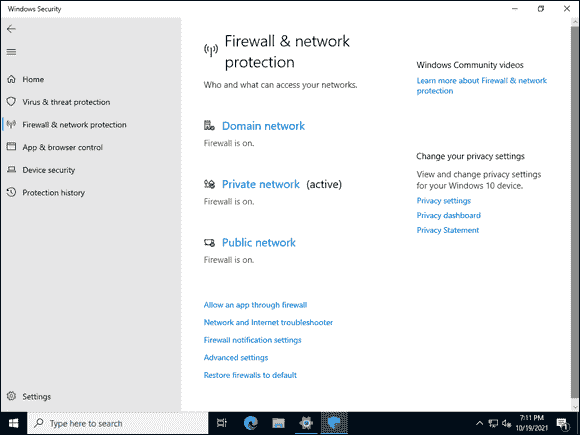 Windows Security
Home
Virus & threat protection
Firewall & network protection
App & browser control
Device security
Protection history
Settings
Firewall & network
protection
Who and what can access your networks.
Domain network
Firewall is on.
Private network (active)
Firewall is on.
Public network
Firewall is on.
Allow an app through firewall
Network and Internet troubleshooter
Firewall notification settings
Advanced settings
Restore firewalls to default
Windows Community videos
Learn more about Firewall & network
protection
Change your privacy settings
View and change privacy settings
for your Windows 10 device.
Privacy settings
Privacy dashboard
Privacy Statement
Type here to search
7:11 PM
10/19/2021
1